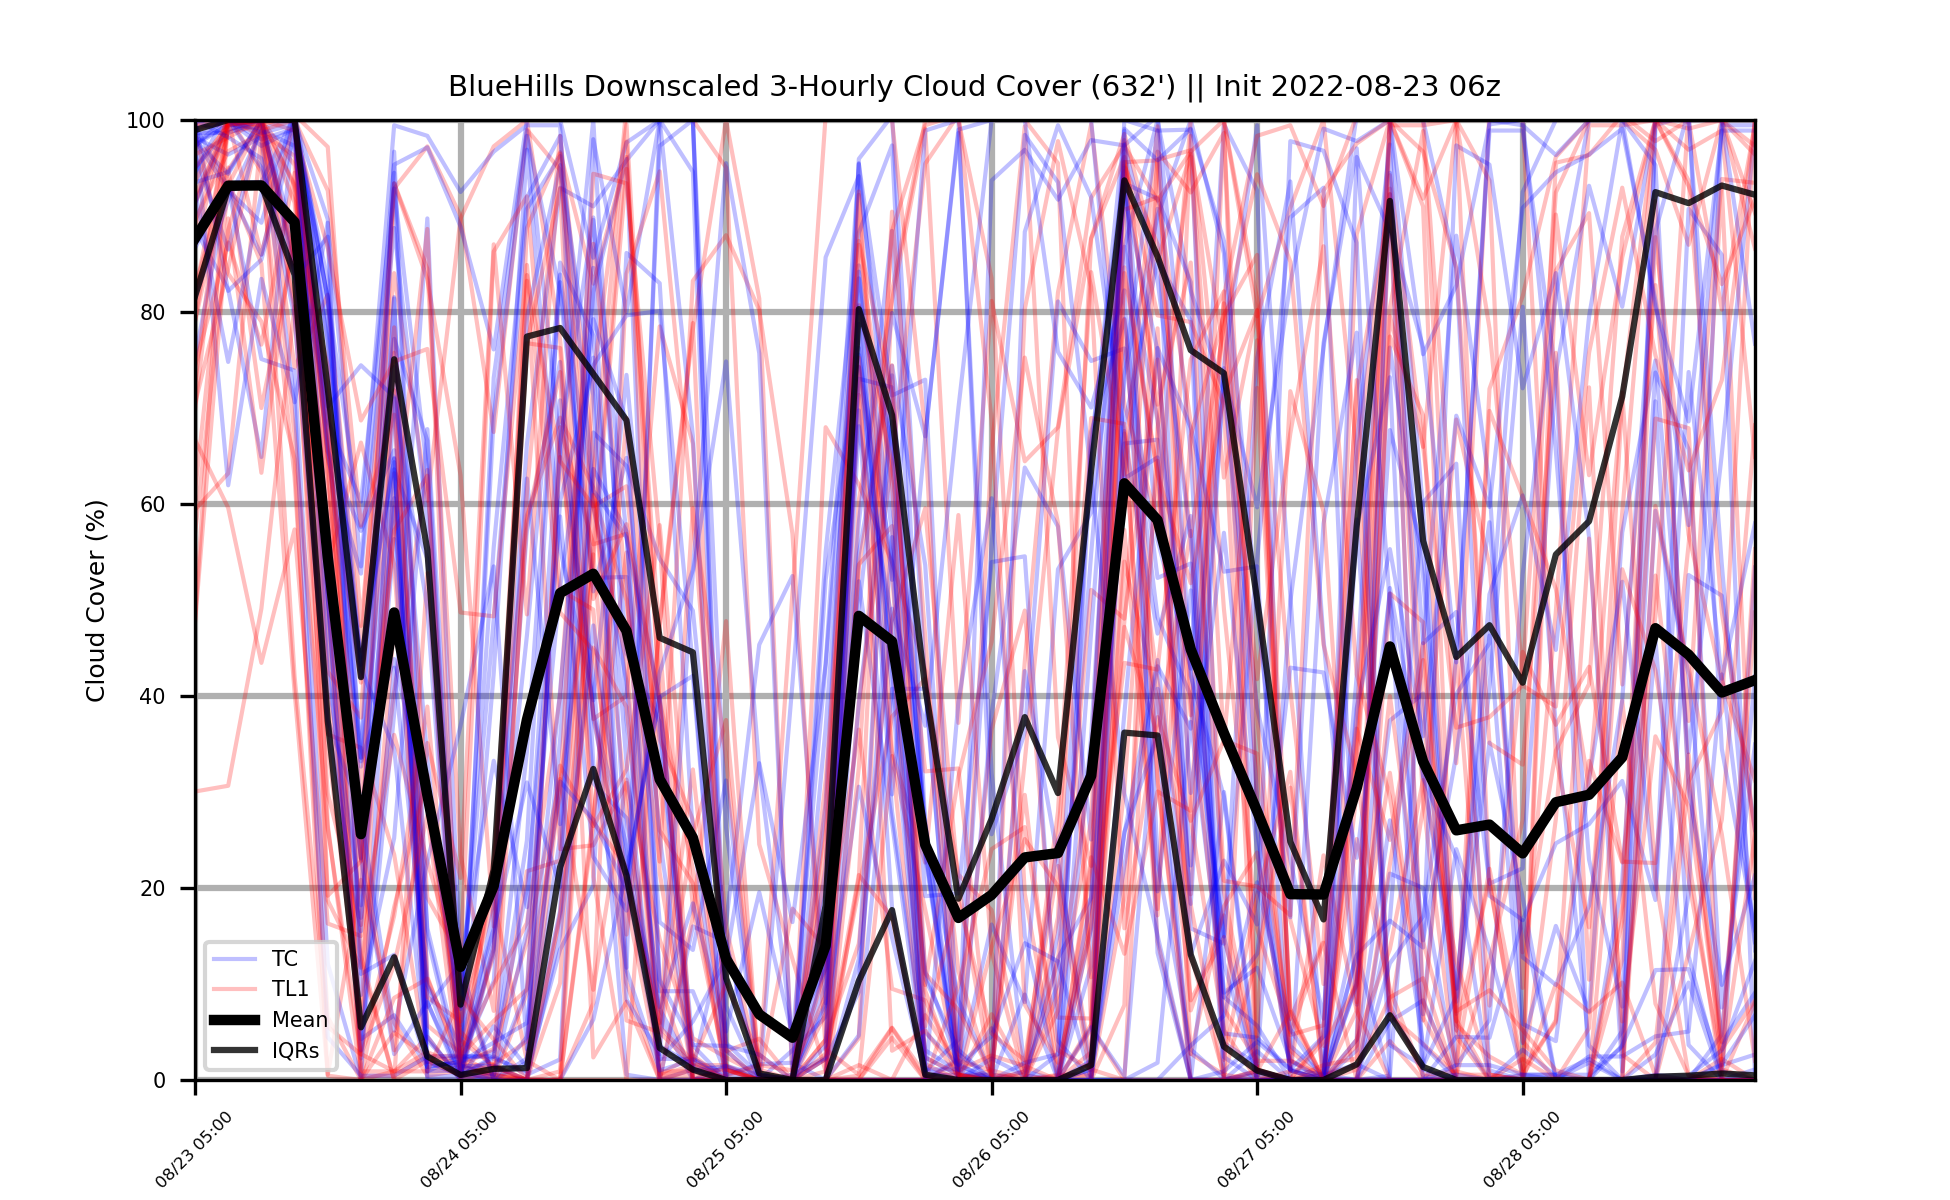 BlueHills Downscaled 3-Hourly Cloud Cover (632') || Init 2022-08-23 06z
Cloud Cover (%)
100
80
60
40
20
0
TC
TL1
Mean
IQRs
08/23 05:00
08/24 05:00
08/25 05:00
08/26 05:00
08/27 05:00
08/28 05:00